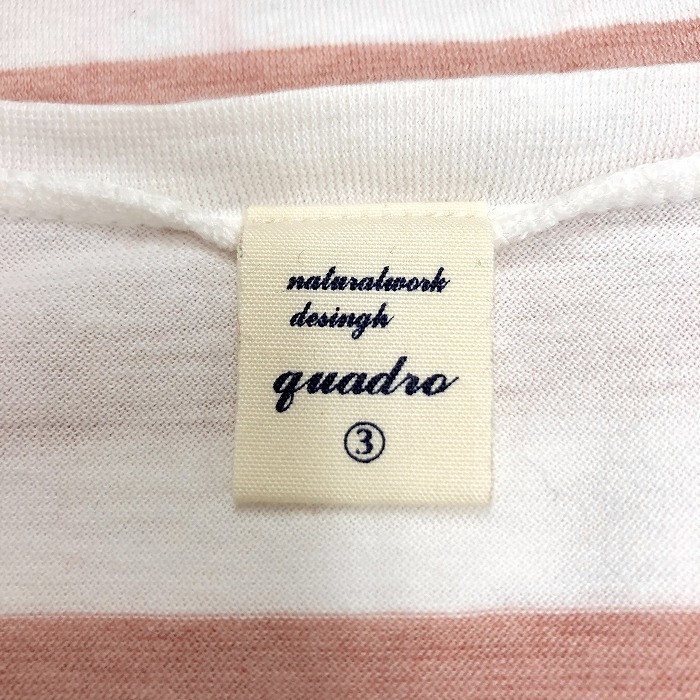 naturalwork
desingh
quadro
③